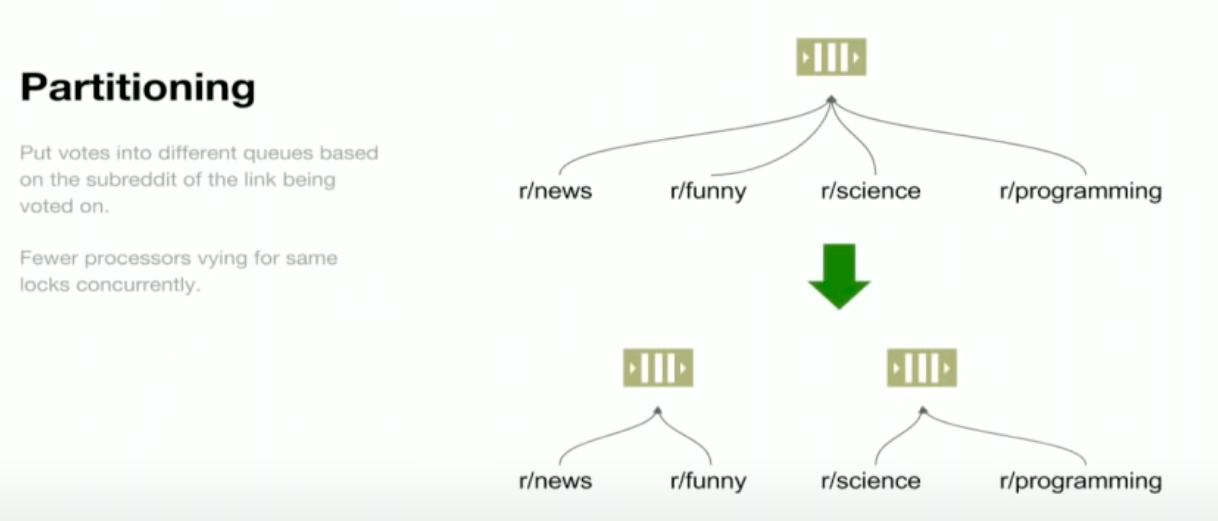 Partitioning
Put votes into different queues based
on the subreddit of the link being
voted on.
Fewer processors vying for same
locks concurrently.
r/news r/funny r/science r/programming
r/news r/funny r/science r/programming